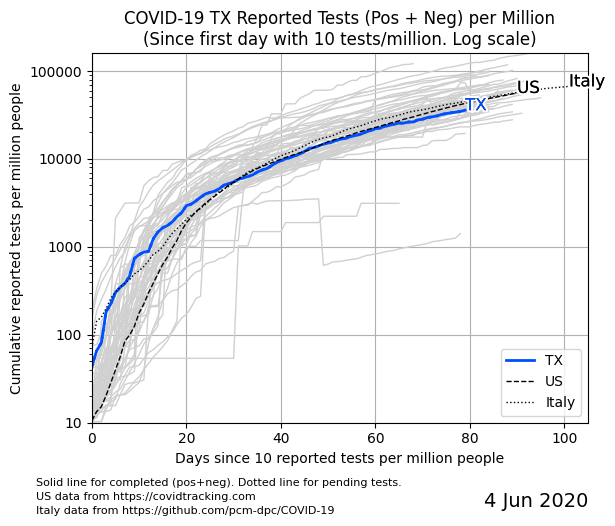 COVID-19 TX Reported Tests (Pos + Neg) per Million
(Since first day with 10 tests/million. Log scale)
Cumulative reported tests per million people
100000
10000
1000
100
10
US
Italy
TX
TX
US
Italy
0 20 40 60 80 100
Days since 10 reported tests per million people
Solid line for completed (pos+neg). Dotted line for pending tests.
US data from https://covidtracking.com
Italy data from https://github.com/pcm-dpc/COVID-19
4 Jun 2020